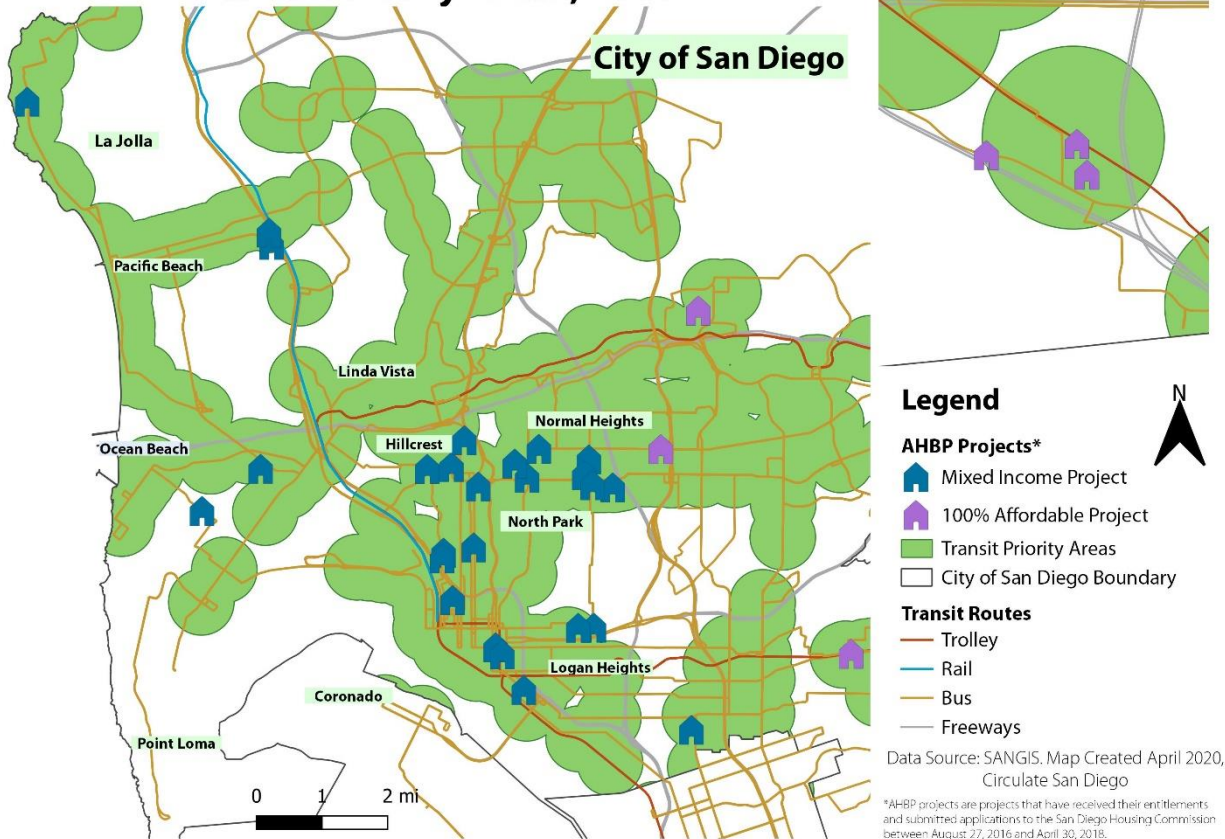 City of San Diego
La Jolla
Pacific Beach
Linda Vista
Ocean Beach
Hillcrest
Normal Heights
North Park
Logan Heights
Coronado
Point Loma
0 1 2 mi
Legend
N
AHBP Projects*
Mixed Income Project
100% Affordable Project
Transit Priority Areas
City of San Diego Boundary
Transit Routes
Trolley
Rail
Bus
Freeways
Data Source: SANGIS. Map Created April 2020,
Circulate San Diego
*AHBP projects are projects that have received their entitlements
and submitted applications to the San Diego Housing Commission
between August 27, 2016 and April 30, 2018.